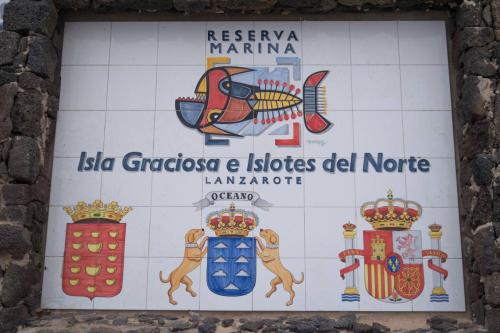 RESERVA
MARINA
Isla Graciosa e Islotes del Norte
LANZAROTE
OCEANO